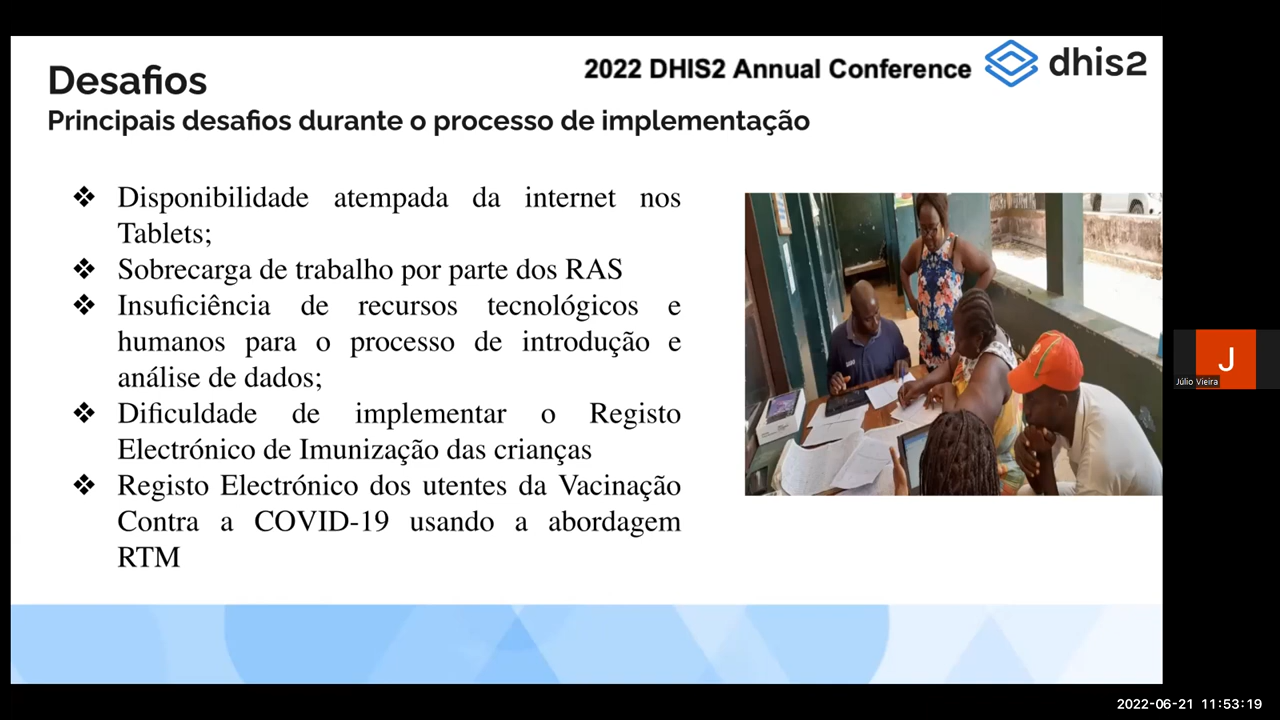 2022 DHIS2 Annual Conference
dhis2
Desafios
Principais desafios durante o processo de implementação
❖ Disponibilidade atempada da internet nos
Tablets;
❖ Sobrecarga de trabalho por parte dos RAS
❖ Insuficiência de recursos tecnológicos e
humanos para o processo de introdução e
análise de dados;
❖ Dificuldade de implementar o Registo
Electrónico de Imunização das crianças
❖ Registo Electrónico dos utentes da Vacinação
Contra a COVID-19 usando a abordagem
RTM
J
Júlio Vieira
2022-06-21 11:53:19